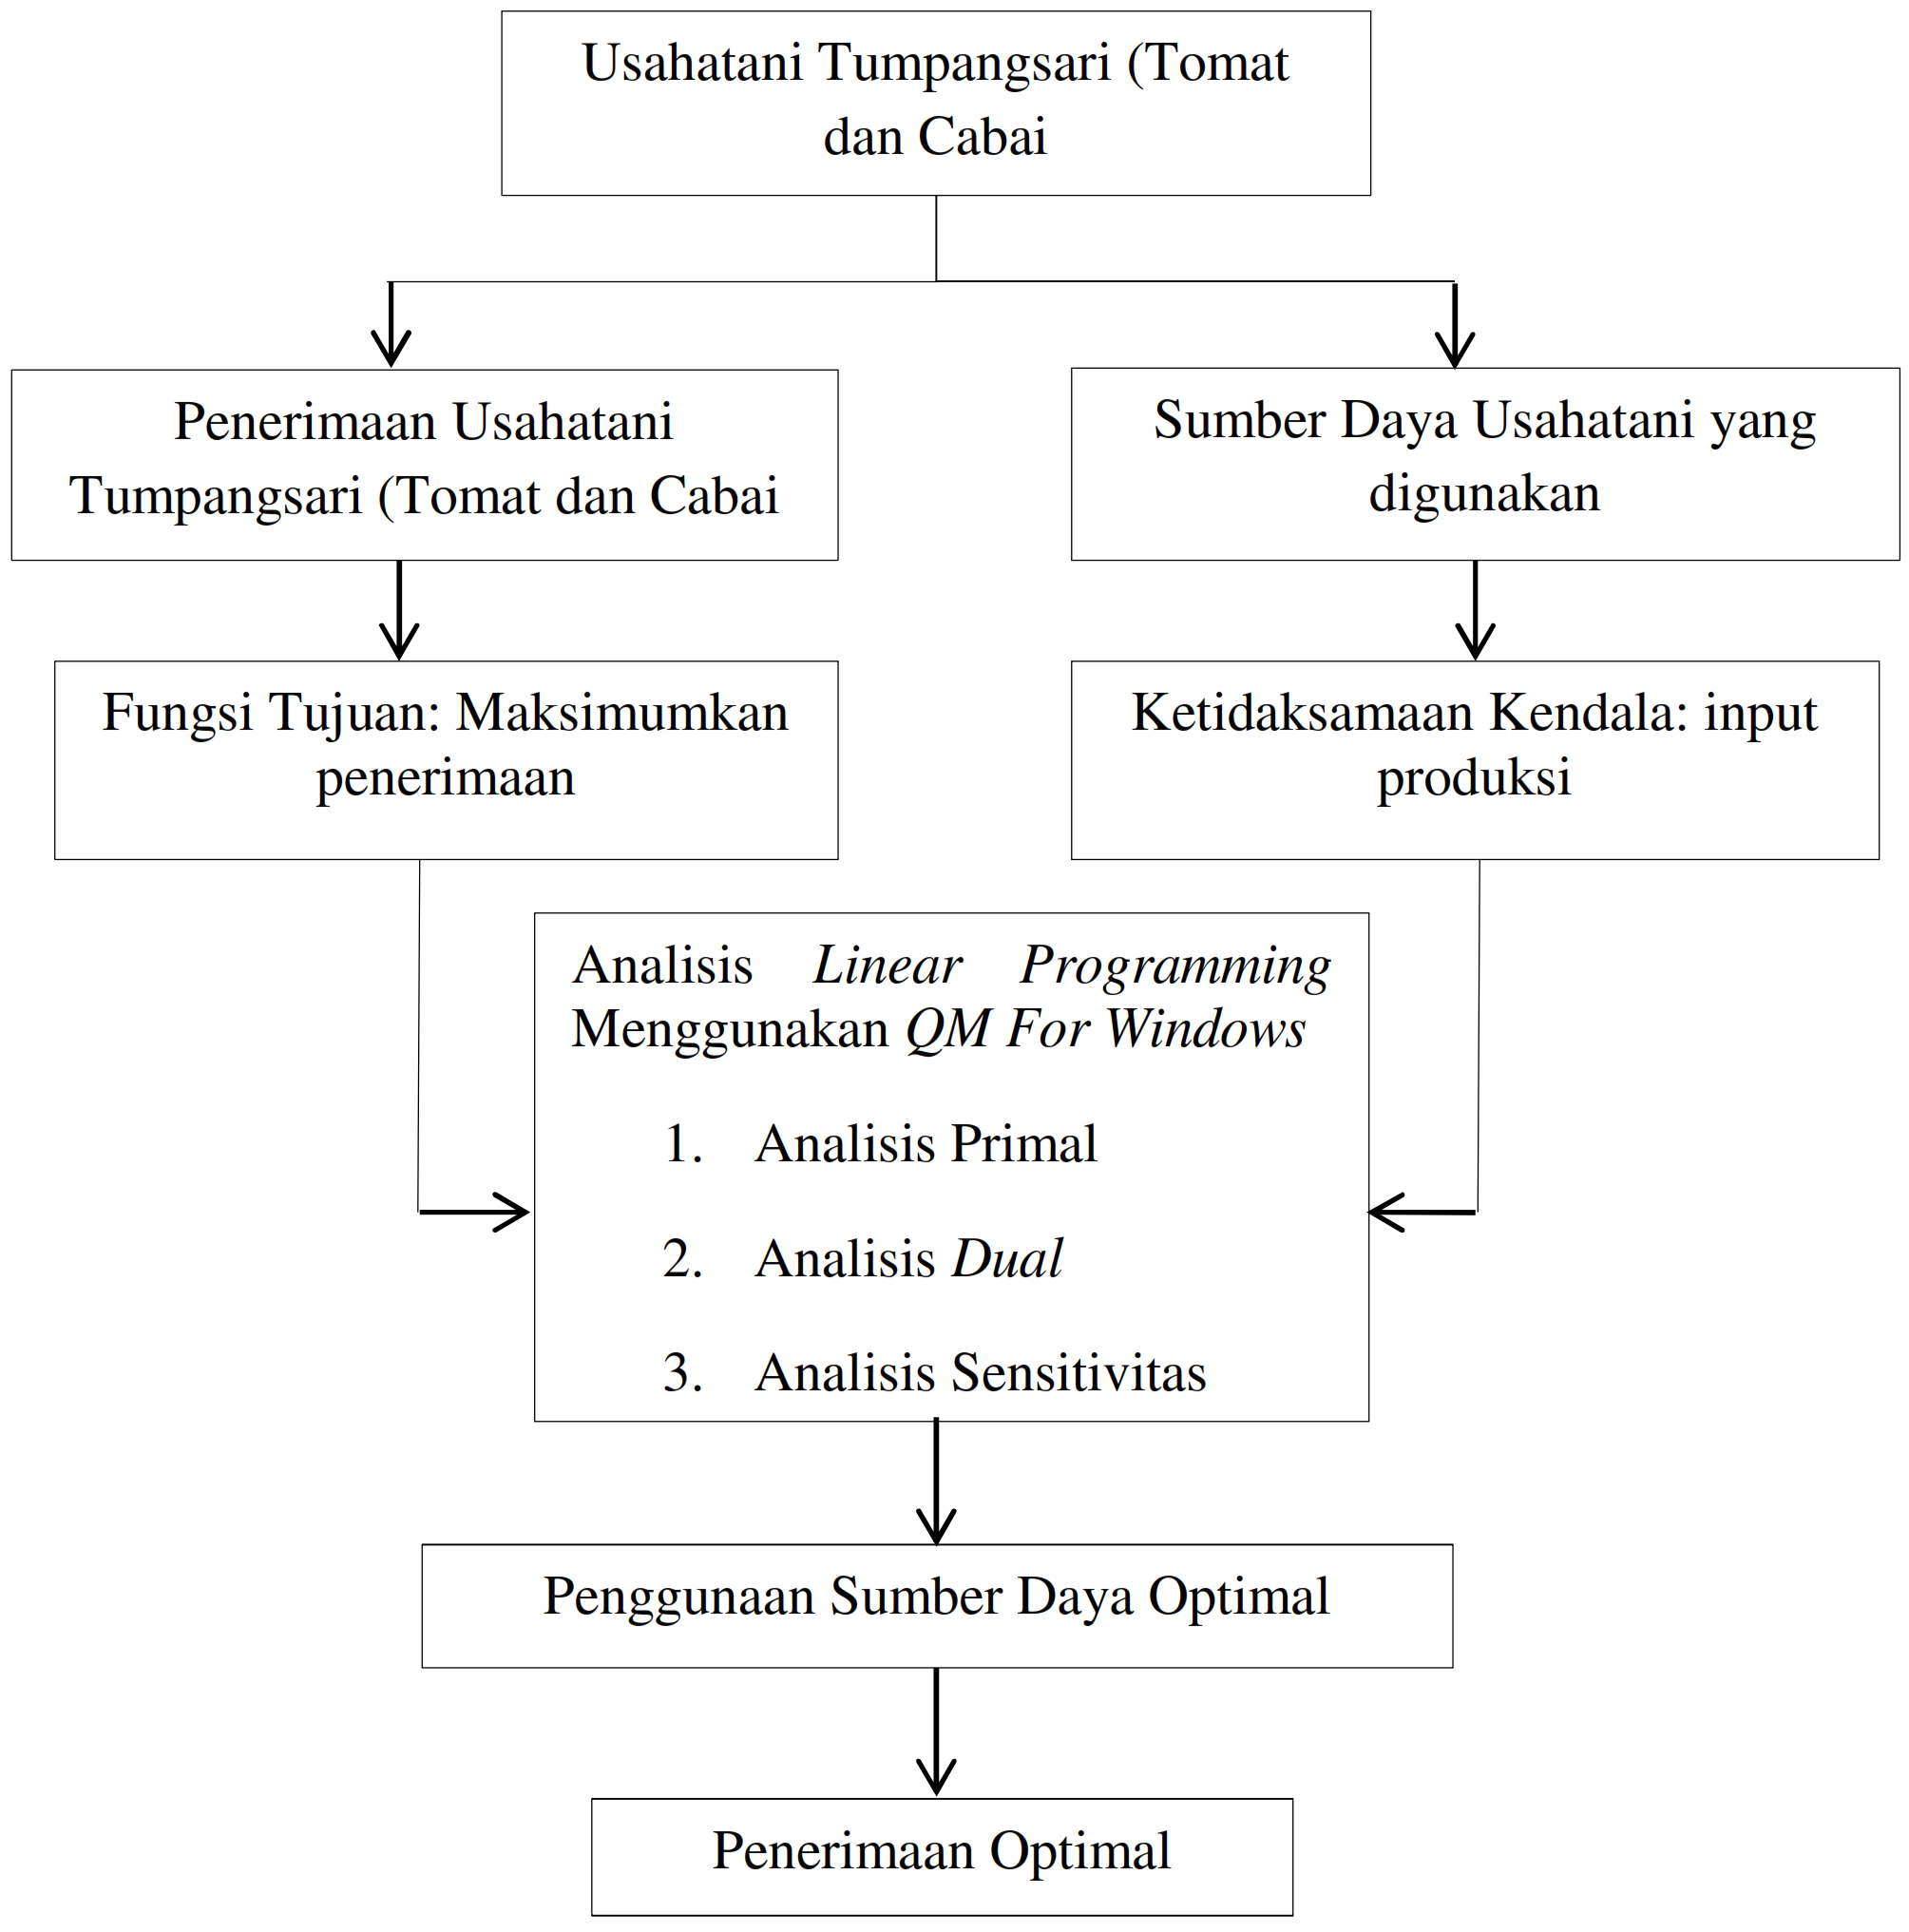 Usahatani Tumpangsari (Tomat
dan Cabai
Penerimaan Usahatani
Tumpangsari (Tomat dan Cabai
Sumber Daya Usahatani yang
digunakan
Fungsi Tujuan: Maksimumkan
penerimaan
Ketidaksamaan Kendala: input
produksi
Analisis Linear Programming
Menggunakan QM For Windows
1. Analisis Primal
2. Analisis Dual
3. Analisis Sensitivitas
Penggunaan Sumber Daya Optimal
Penerimaan Optimal